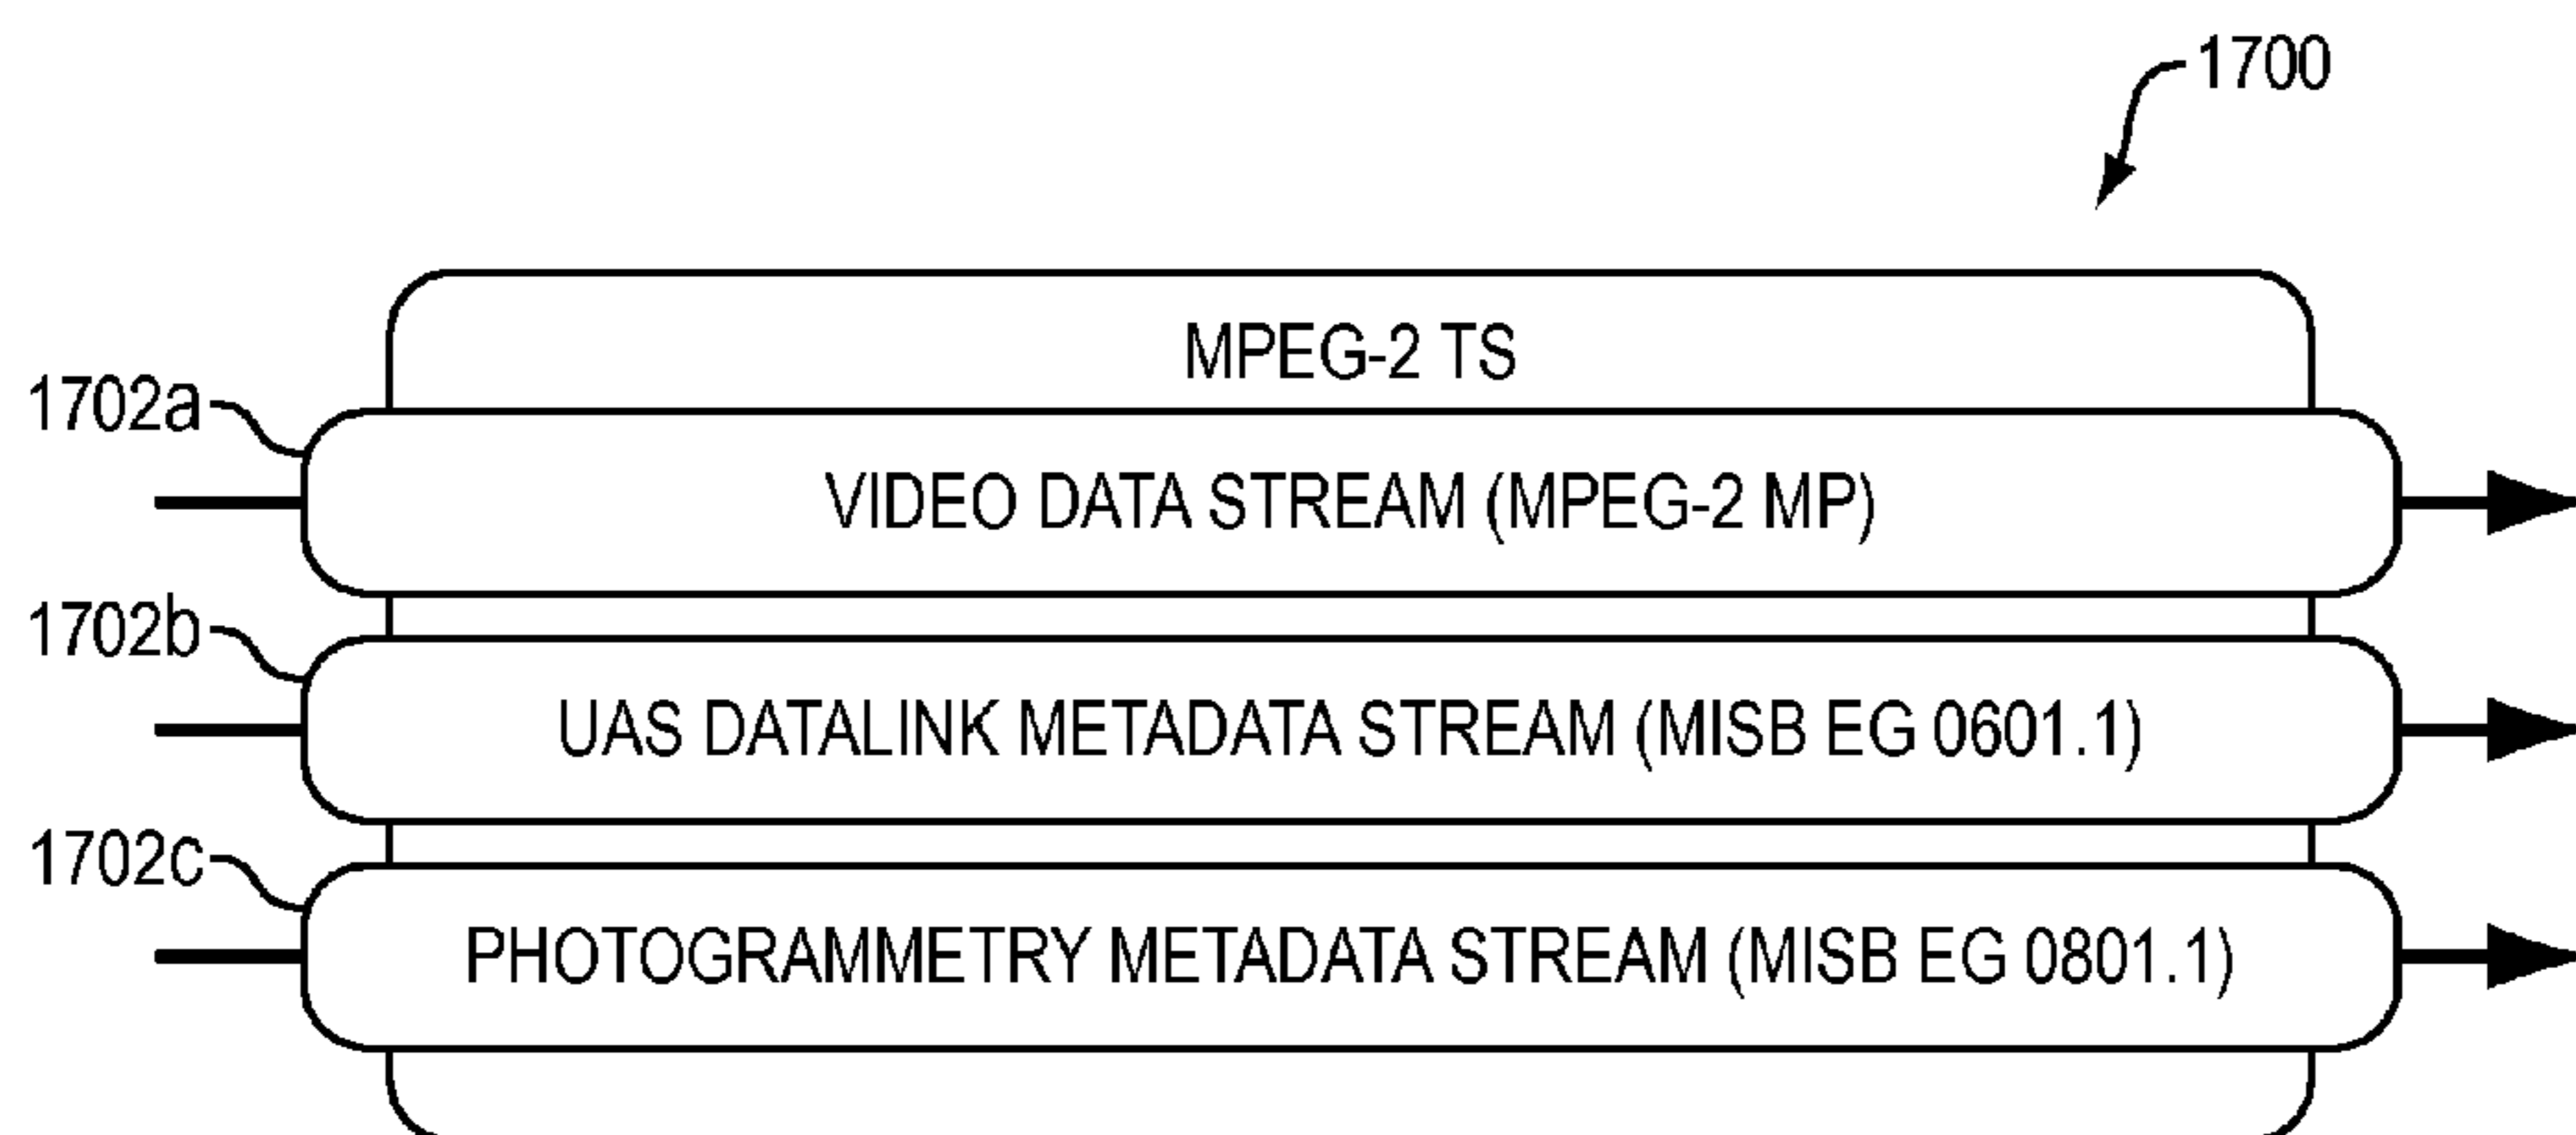 1700
MPEG-2 TS
1702a
VIDEO DATA STREAM (MPEG-2 MP)
1702b
UAS DATALINK METADATA STREAM (MISB EG 0601.1)
1702c
PHOTOGRAMMETRY METADATA STREAM (MISB EG 0801.1)